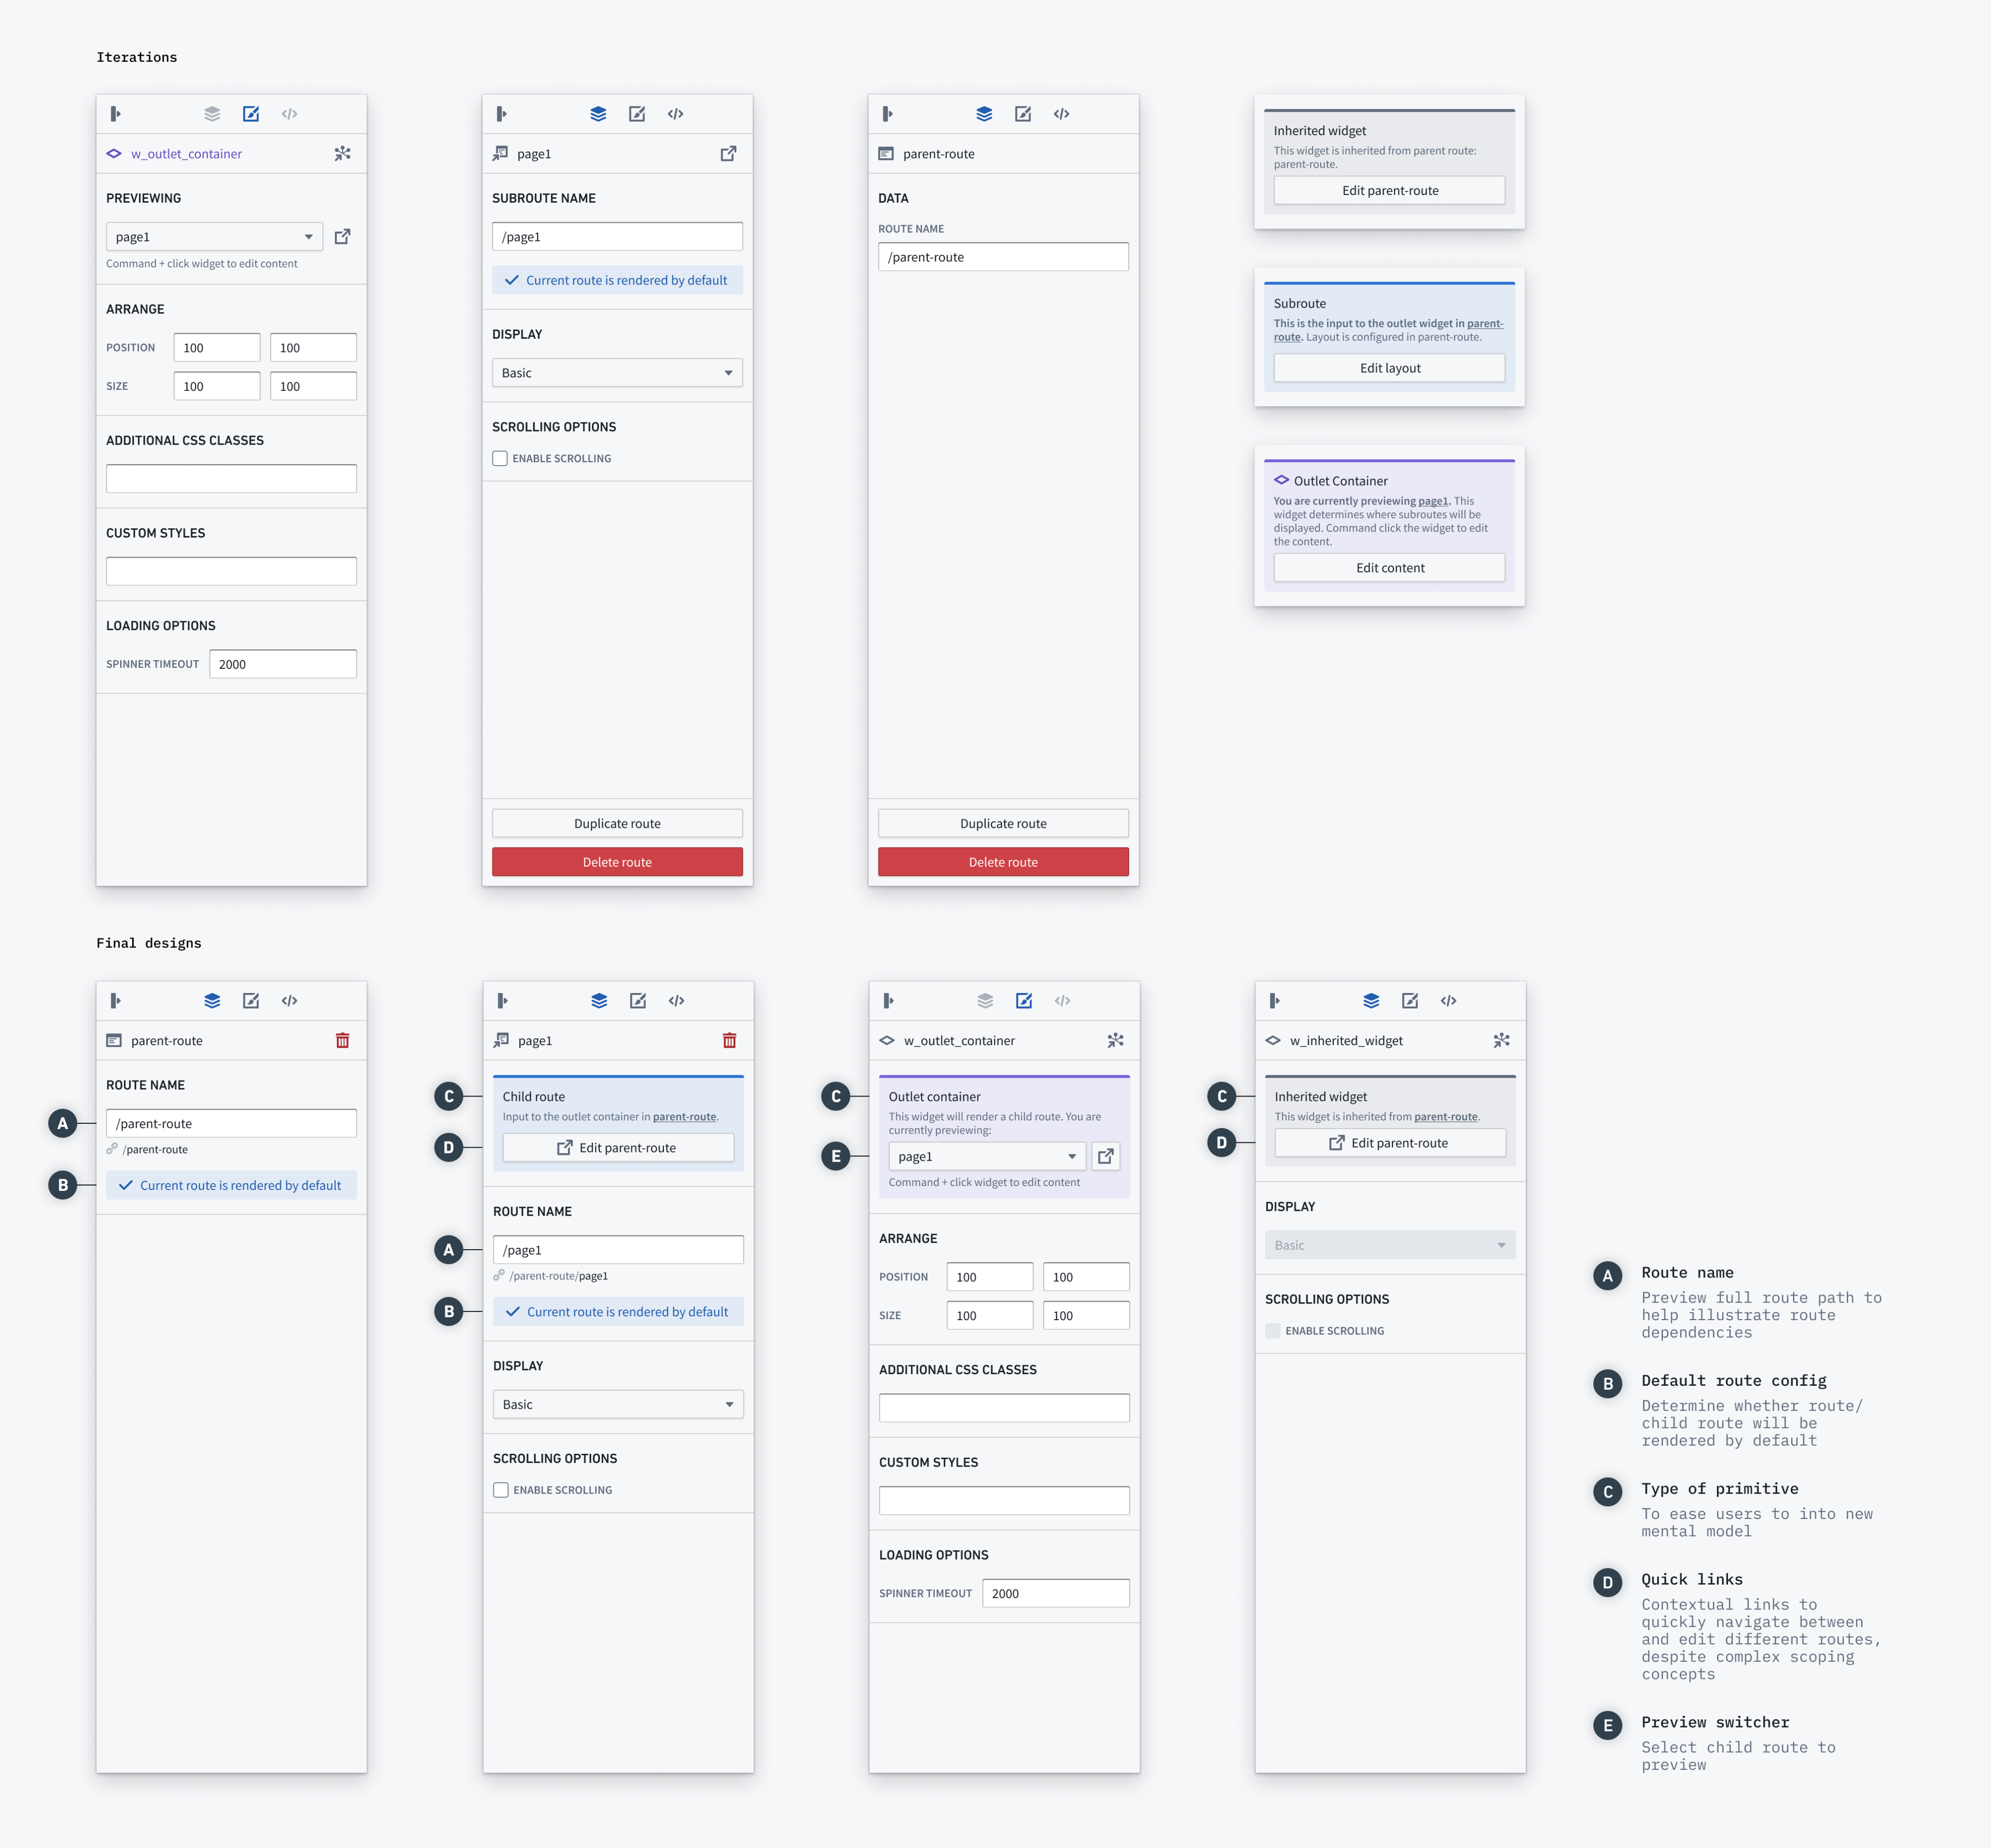 Iterations
w_outlet_container
PREVIEWING
page1
Command + click widget to edit content
ARRANGE
POSITION 100 100
SIZE 100 100
ADDITIONAL CSS CLASSES
CUSTOM STYLES
LOADING OPTIONS
SPINNER TIMEOUT 2000
page1
SUBROUTE NAME
/page1
Current route is rendered by default
DISPLAY
Basic
SCROLLING OPTIONS
ENABLE SCROLLING
Duplicate route
Delete route
parent-route
DATA
ROUTE NAME
/parent-route
Duplicate route
Delete route
Inherited widget
This widget is inherited from parent route:
parent-route.
Edit parent-route
Subroute
This is the input to the outlet widget in parent-
route. Layout is configured in parent-route.
Edit layout
Outlet Container
You are currently previewing page1. This
widget determines where subroutes will be
displayed. Command click the widget to edit
the content.
Edit content
Final designs
parent-route
ROUTE NAME
A
/parent-route
/parent-route
B
Current route is rendered by default
page1
C
Child route
Input to the outlet container in parent-route.
D
Edit parent-route
ROUTE NAME
A
/page1
/parent-route/page1
B
Current route is rendered by default
DISPLAY
Basic
SCROLLING OPTIONS
ENABLE SCROLLING
w_outlet_container
C
Outlet container
This widget will render a child route. You are
currently previewing:
E
page1
Command + click widget to edit content
ARRANGE
POSITION 100 100
SIZE 100 100
ADDITIONAL CSS CLASSES
CUSTOM STYLES
LOADING OPTIONS
SPINNER TIMEOUT 2000
w_inherited_widget
C
Inherited widget
This widget is inherited from parent-route.
D
Edit parent-route
DISPLAY
Basic
SCROLLING OPTIONS
ENABLE SCROLLING
A Route name
Preview full route path to
help illustrate route
dependencies
B Default route config
Determine whether route/
child route will be
rendered by default
C Type of primitive
To ease users to into new
mental model
D Quick links
Contextual links to
quickly navigate between
and edit different routes,
despite complex scoping
concepts
E Preview switcher
Select child route to
preview